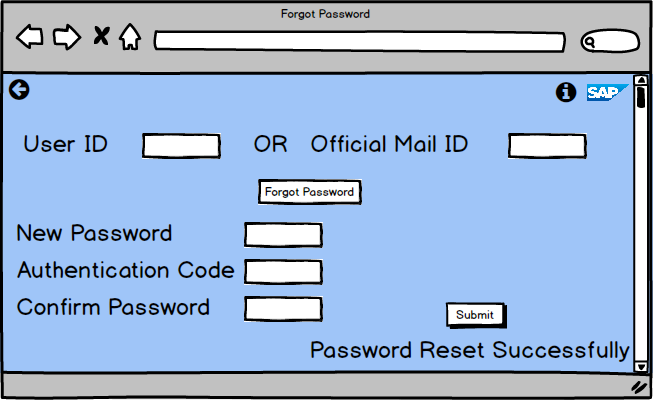 Forgot Password
SAP
User ID OR Official Mail ID
Forgot Password
New Password
Authentication Code
Confirm Password
Submit
Password Reset Successfully